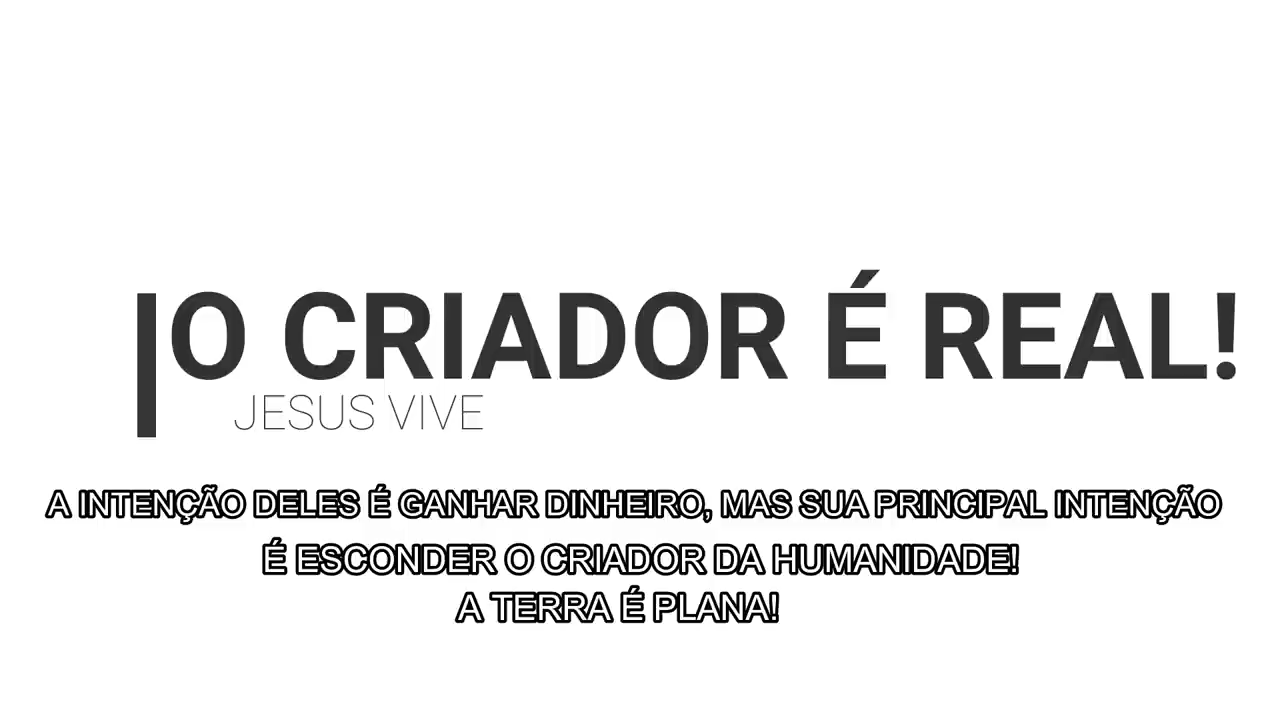 O CRIADOR É REAL!
JESUS VIVE
A INTENÇÃO DELES É GANHAR DINHEIRO, MAS SUA PRINCIPAL INTENÇÃO
É ESCONDER O CRIADOR DA HUMANIDADE!
A TERRA É PLANA!